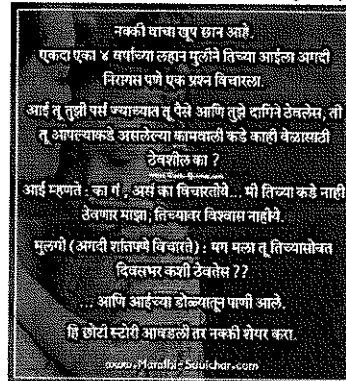 नक्की वाचा खूप छान आहे.
एकदा एका ४ वर्षाच्या लहान मुलीने तिच्या आईला अगदी
निरागस पणे एक प्रश्न विचारला.
आई तू तुझी पर्स ज्याच्यात तू पैसे आणि तुझे दागिने ठेवलेस, ती
तू आपल्याकडे असलेल्या कामवाली कडे काही वेळासाठी
ठेवशील का ?
आई म्हणते : का गं , असं का विचारतोये... मी तिच्या कडे नाही
ठेवणार माझा, तिच्यावर विश्वास नाहीये.
मुलगी (अगदी शांतपणे विचारते) : मग मला तू तिच्यासोबत
दिवसभर कशी ठेवतेस ??
... आणि आईच्या डोळ्यातून पाणी आले.
हि छोटी स्टोरी आवडली तर नक्की शेयर करा.
www.Marathi-Suvichar.com